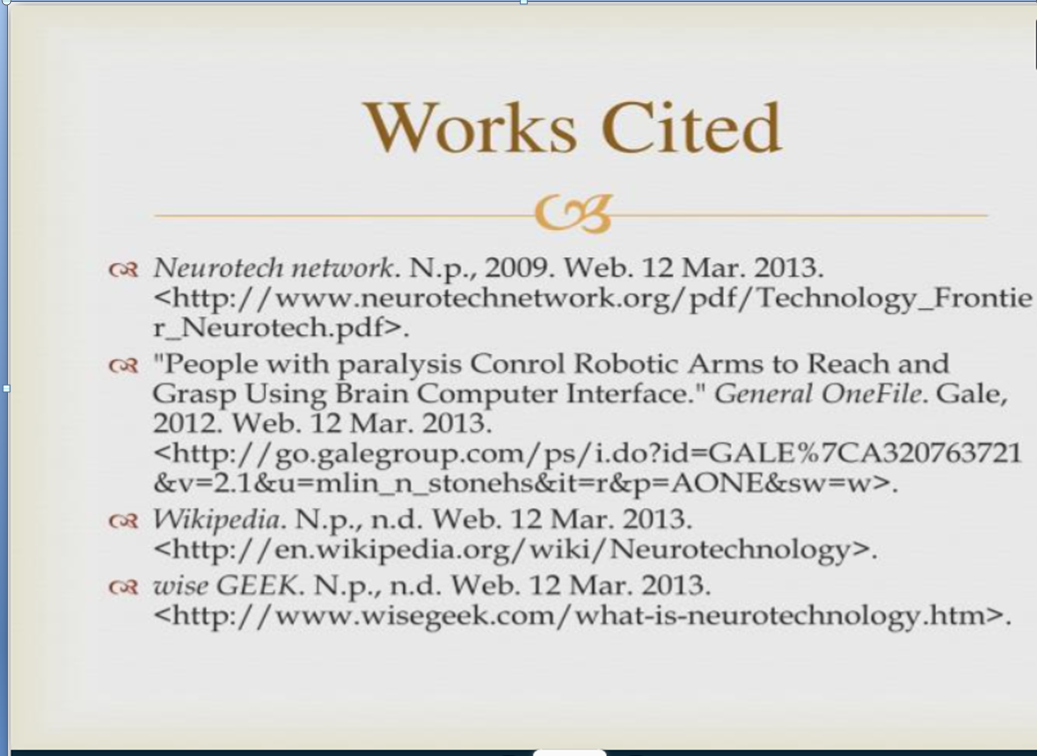 Works Cited
Neurotech network. N.p., 2009. Web. 12 Mar. 2013.
<http://www.neurotechnetwork.org/pdf/Technology_Frontie
r_Neurotech.pdf>.
"People with paralysis Conrol Robotic Arms to Reach and
Grasp Using Brain Computer Interface." General OneFile. Gale,
2012. Web. 12 Mar. 2013.
<http://go.galegroup.com/ps/i.do?id=GALE%7CA320763721
&v=2.1&u=mlin_n_stonehs&it=r&p=AONE&sw=w>.
Wikipedia. N.p., n.d. Web. 12 Mar. 2013.
<http://en.wikipedia.org/wiki/Neurotechnology>.
wise GEEK. N.p., n.d. Web. 12 Mar. 2013.
<http://www.wisegeek.com/what-is-neurotechnology.htm>.